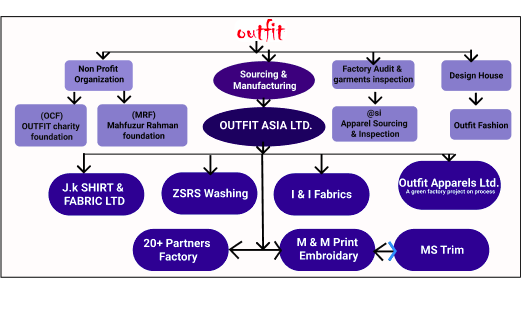 outfit
Non Profit
Organization
Sourcing &
Manufacturing
Factory Audit &
garments inspection
Design House
(OCF)
OUTFIT charity
foundation
(MRF)
Mahfuzur Rahman
foundation
OUTFIT ASIA LTD.
@si
Apparel Sourcing
& Inspection
Outfit Fashion
J.k SHIRT &
FABRIC LTD
ZSRS Washing
I & I Fabrics
Outfit Apparels Ltd.
A green factory project on process
20+ Partners
Factory
M & M Print
Embroidary
MS Trim